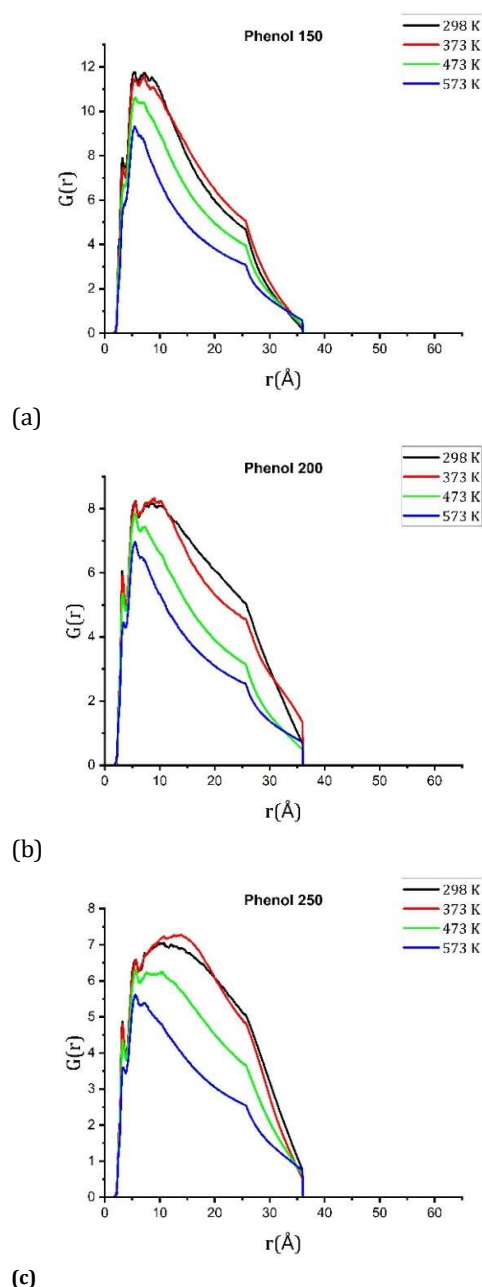 Phenol 150
298 K
373 K
473 K
573 K
12
10
8
6
4
2
0
G(r)
0 10 20 30 40 50 60
r(Å)
(a)
Phenol 200
298 K
373 K
473 K
573 K
8
6
4
2
0
G(r)
0 10 20 30 40 50 60
r(Å)
(b)
Phenol 250
298 K
373 K
473 K
573 K
8
7
6
5
4
3
2
1
0
G(r)
0 10 20 30 40 50 60
r(Å)
(c)